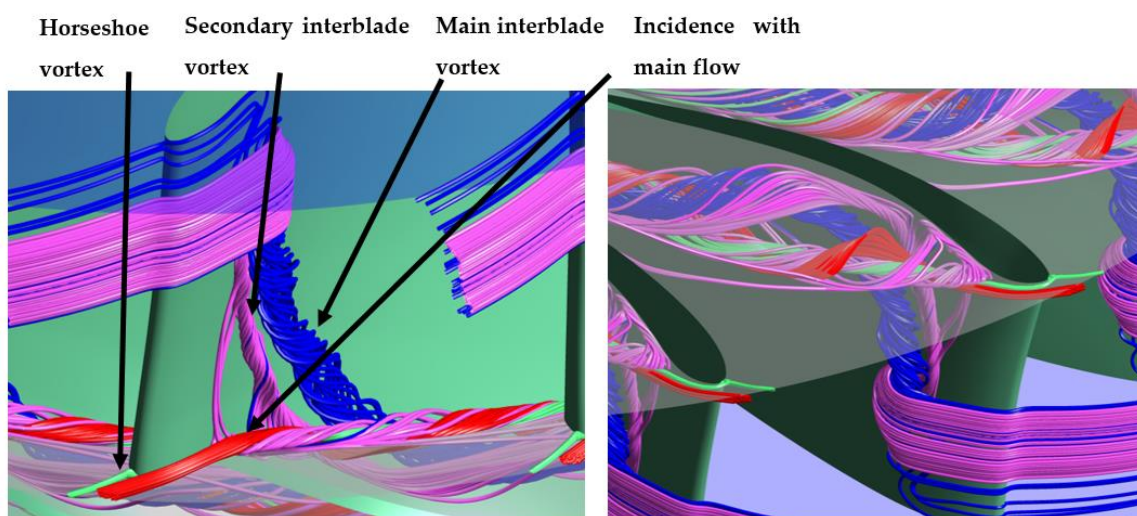 Horseshoe
vortex
Secondary interblade
vortex
Main interblade
vortex
Incidence with
main flow